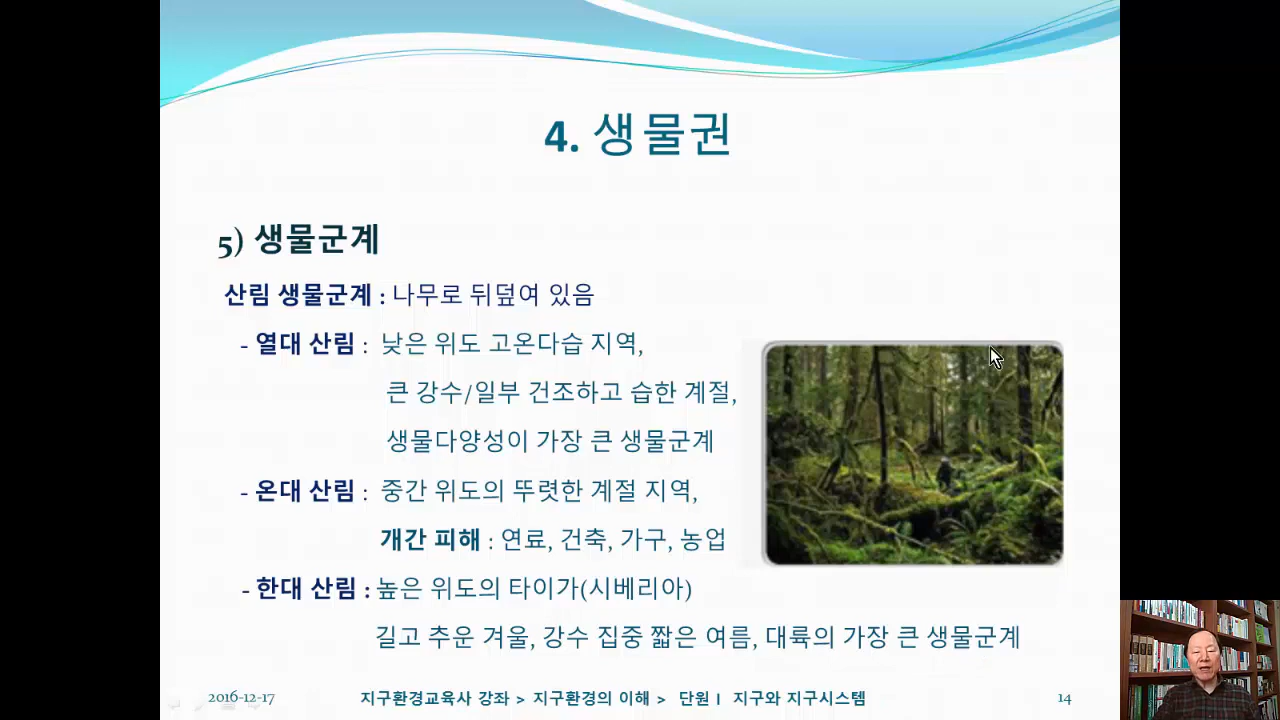 4. 생물권
5) 생물군계
산림 생물군계 : 나무로 뒤덮여 있음
- 열대 산림 : 낮은 위도 고온다습 지역,
큰 강수/일부 건조하고 습한 계절,
생물다양성이 가장 큰 생물군계
- 온대 산림 : 중간 위도의 뚜렷한 계절 지역,
개간 피해 : 연료, 건축, 가구, 농업
- 한대 산림 : 높은 위도의 타이가(시베리아)
길고 추운 겨울, 강수 집중 짧은 여름, 대륙의 가장 큰 생물군계
2016-12-17 지구환경교육사 강좌 > 지구환경의 이해 > 단원 I 지구와 지구시스템 14